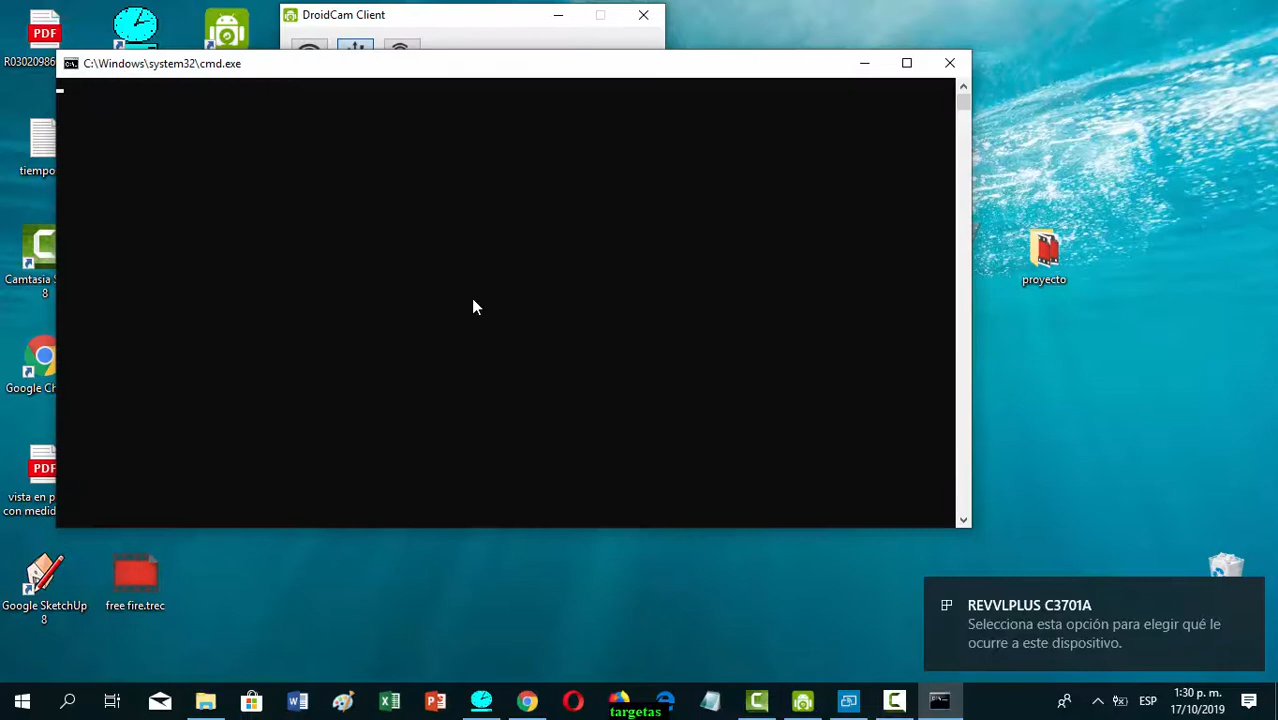 DroidCam Client
C:\Windows\system32\cmd.exe
PDF
R03020986
tiempo
Camtasia S
8
Google Ch
PDF
vista en p
con medid
Google SketchUp
8
free fire.trec
proyecto
REVVLPLUS C3701A
Selecciona esta opción para elegir qué le
ocurre a este dispositivo.
targetas
ESP
1:30 p. m.
17/10/2019